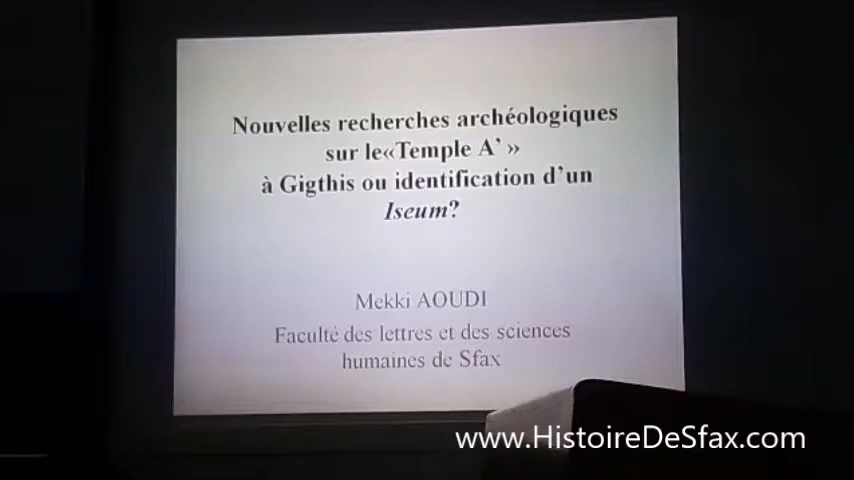 Nouvelles recherches archéologiques
sur le«Temple A’ »
à Gigthis ou identification d’un
Iseum?
Mekki AOUDI
Faculté des lettres et des sciences
humaines de Sfax
www.HistoireDeSfax.com